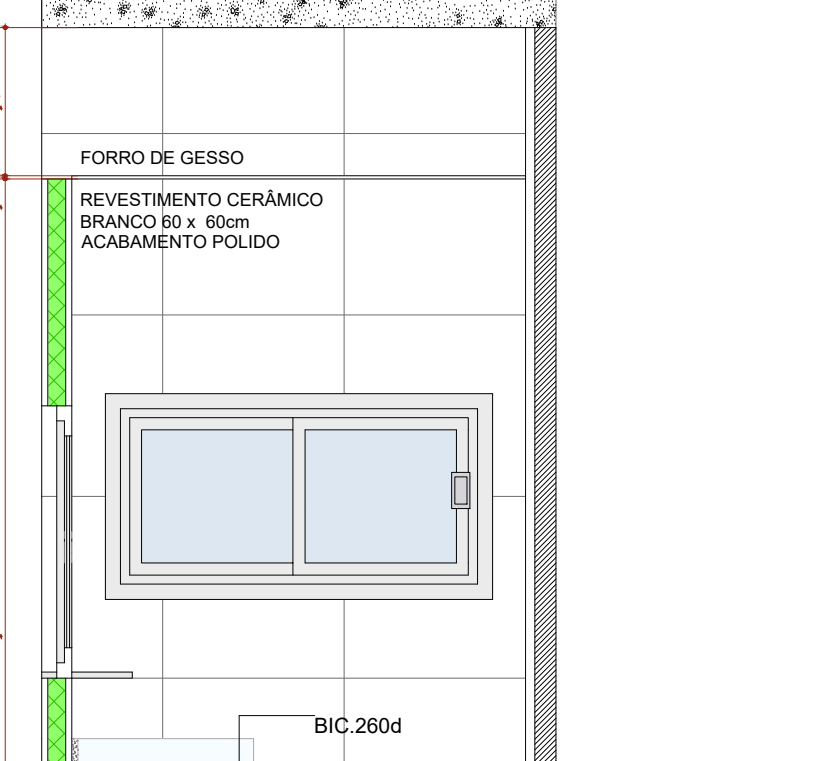 FORRO DE GESSO
REVESTIMENTO CERÂMICO
BRANCO 60 x 60cm
ACABAMENTO POLIDO
BIC.260d